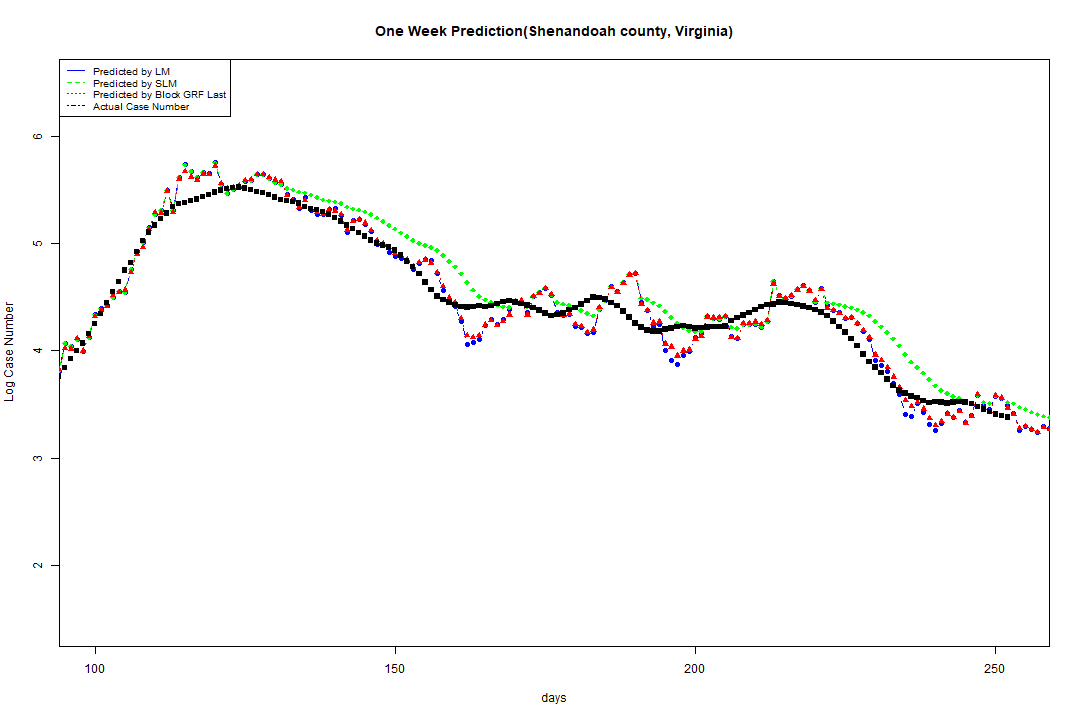 One Week Prediction(Shenandoah county, Virginia)
Predicted by LM
Predicted by SLM
Predicted by Block GRF Last
Actual Case Number
6
5
4
3
2
Log Case Number
100 150 200 250
days